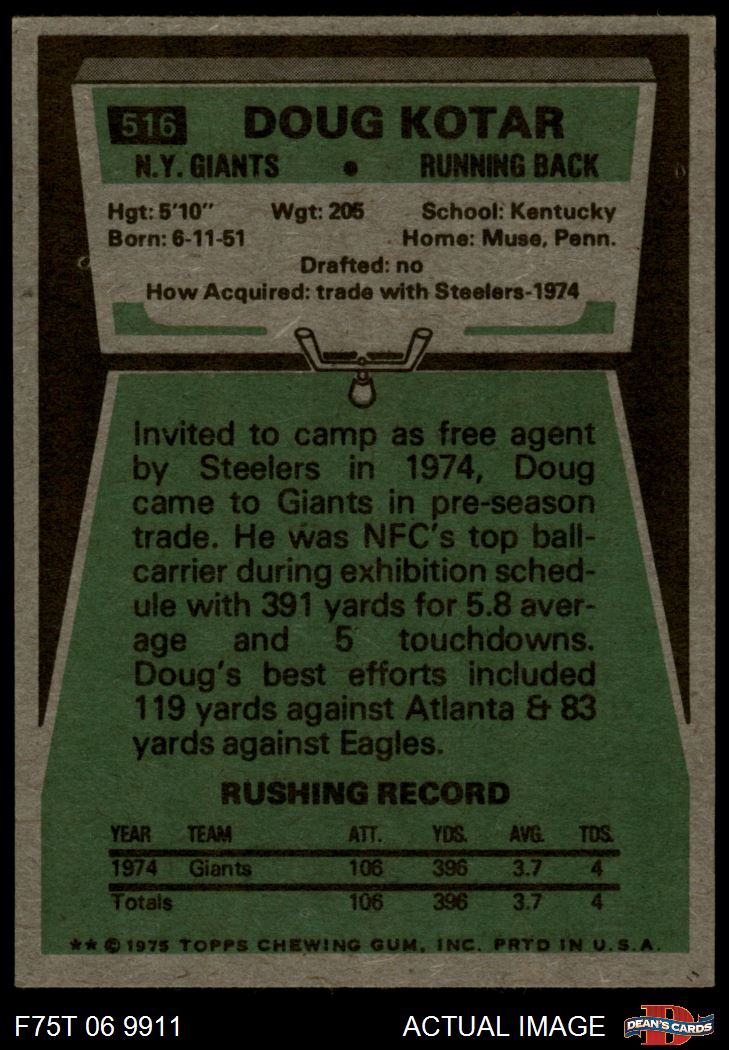 516 DOUG KOTAR
N.Y. GIANTS • RUNNING BACK
Hgt: 5'10" Wgt: 205 School: Kentucky
Born: 6-11-51 Home: Muse, Penn.
Drafted: no
How Acquired: trade with Steelers-1974
Invited to camp as free agent
by Steelers in 1974, Doug
came to Giants in pre-season
trade. He was NFC's top ball-
carrier during exhibition sched-
ule with 391 yards for 5.8 aver-
age and 5 touchdowns.
Doug's best efforts included
119 yards against Atlanta & 83
yards against Eagles.
RUSHING RECORD
YEAR TEAM ATT. YDS. AVG. TDS.
1974 Giants 106 396 3.7 4
Totals 106 396 3.7 4
** © 1975 TOPPS CHEWING GUM, INC. PRTD IN U.S.A.
F75T 06 9911 ACTUAL IMAGE DEAN'S CARDS